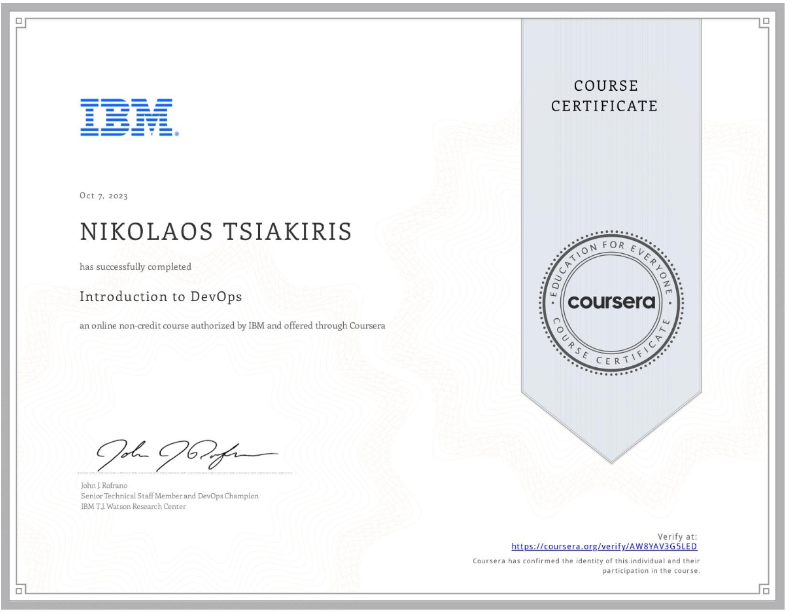 IBM.
Oct 7, 2023
NIKOLAOS TSIAKIRIS
has successfully completed
Introduction to DevOps
an online non-credit course authorized by IBM and offered through Coursera
John J Rofrano
John J. Rofrano
Senior Technical Staff Member and DevOps Champion
IBM T.J. Watson Research Center
COURSE
CERTIFICATE
EDUCATION FOR EVERYONE
coursera
COURSE CERTIFICATE
Verify at:
https://coursera.org/verify/AW8YAV3G5LED
Coursera has confirmed the identity of this individual and their
participation in the course.